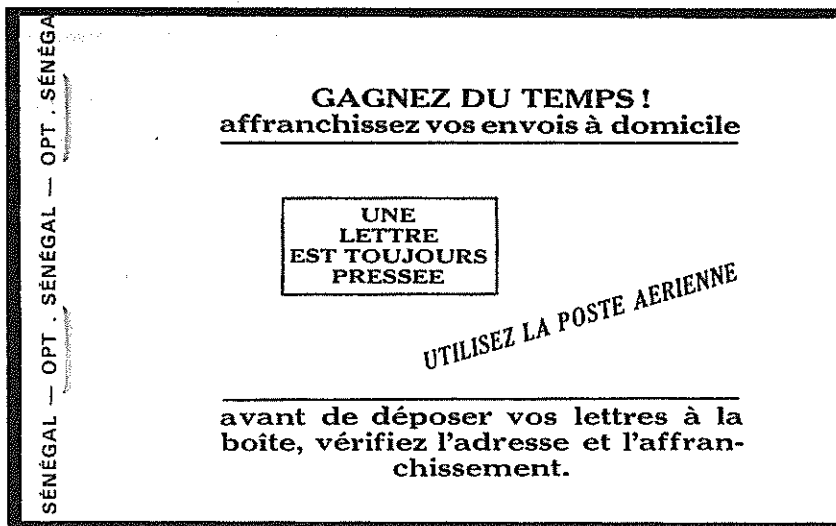 SÉNÉGAL — OPT . SÉNÉGAL — OPT . SÉNÉGA
GAGNEZ DU TEMPS !
affranchissez vos envois à domicile
UNE
LETTRE
EST TOUJOURS
PRESSEE
UTILISEZ LA POSTE AERIENNE
avant de déposer vos lettres à la
boîte, vérifiez l'adresse et l'affran-
chissement.